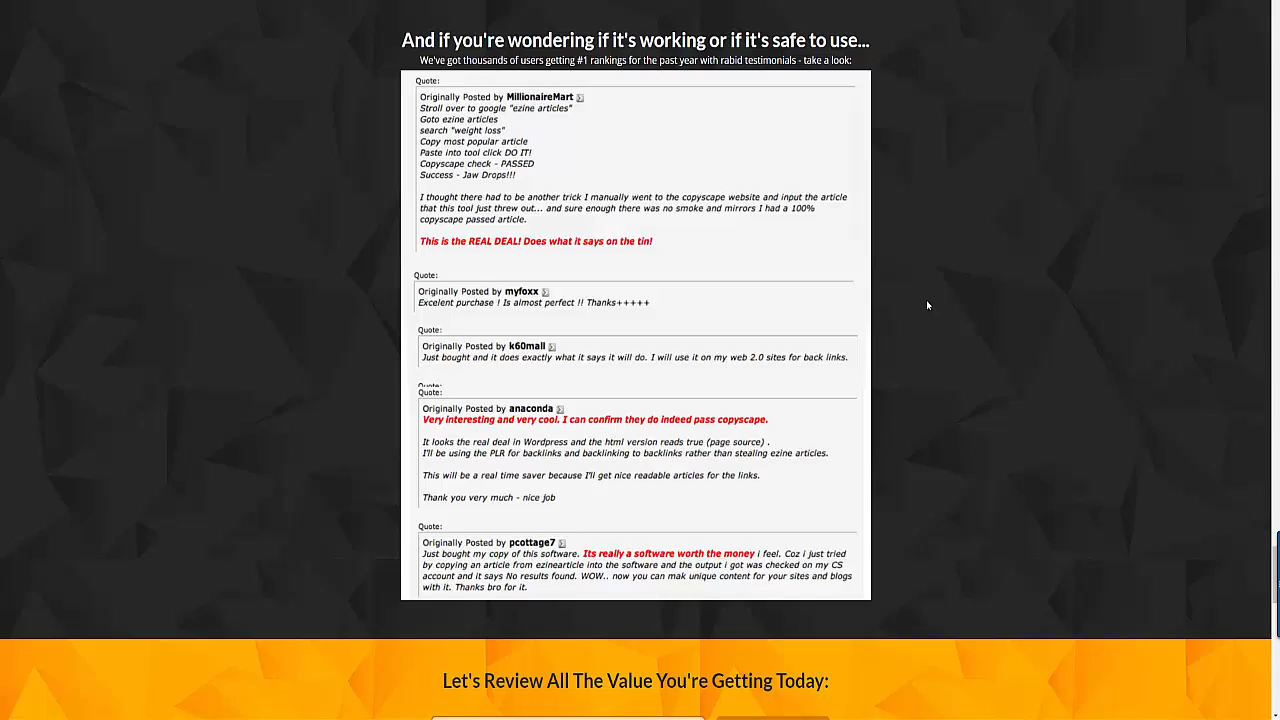 And if you're wondering if it's working or if it's safe to use...
We've got thousands of users getting #1 rankings for the past year with rabid testimonials - take a look:
Quote:
Originally Posted by MillionaireMart
Stroll over to google "ezine articles"
Goto ezine articles
search "weight loss"
Copy most popular article
Paste into tool click DO IT!
Copyscape check - PASSED
Success - Jaw Drops!!!
I thought there had to be another trick I manually went to the copyscape website and input the article
that this tool just threw out... and sure enough there was no smoke and mirrors I had a 100%
copyscape passed article.
This is the REAL DEAL! Does what it says on the tin!
Quote:
Originally Posted by myfoxx
Excelent purchase ! Is almost perfect !! Thanks+++++
Quote:
Originally Posted by k60mall
Just bought and it does exactly what it says it will do. I will use it on my web 2.0 sites for back links.
Quote:
Quote:
Originally Posted by anaconda
Very interesting and very cool. I can confirm they do indeed pass copyscape.
It looks the real deal in Wordpress and the html version reads true (page source) .
I'll be using the PLR for backlinks and backlinking to backlinks rather than stealing ezine articles.
This will be a real time saver because I'll get nice readable articles for the links.
Thank you very much - nice job
Quote:
Originally Posted by pcottage7
Just bought my copy of this software. Its really a software worth the money i feel. Coz i just tried
by copying an article from ezinearticle into the software and the output i got was checked on my CS
account and it says No results found. WOW.. now you can mak unique content for your sites and blogs
with it. Thanks bro for it.
Let's Review All The Value You're Getting Today: